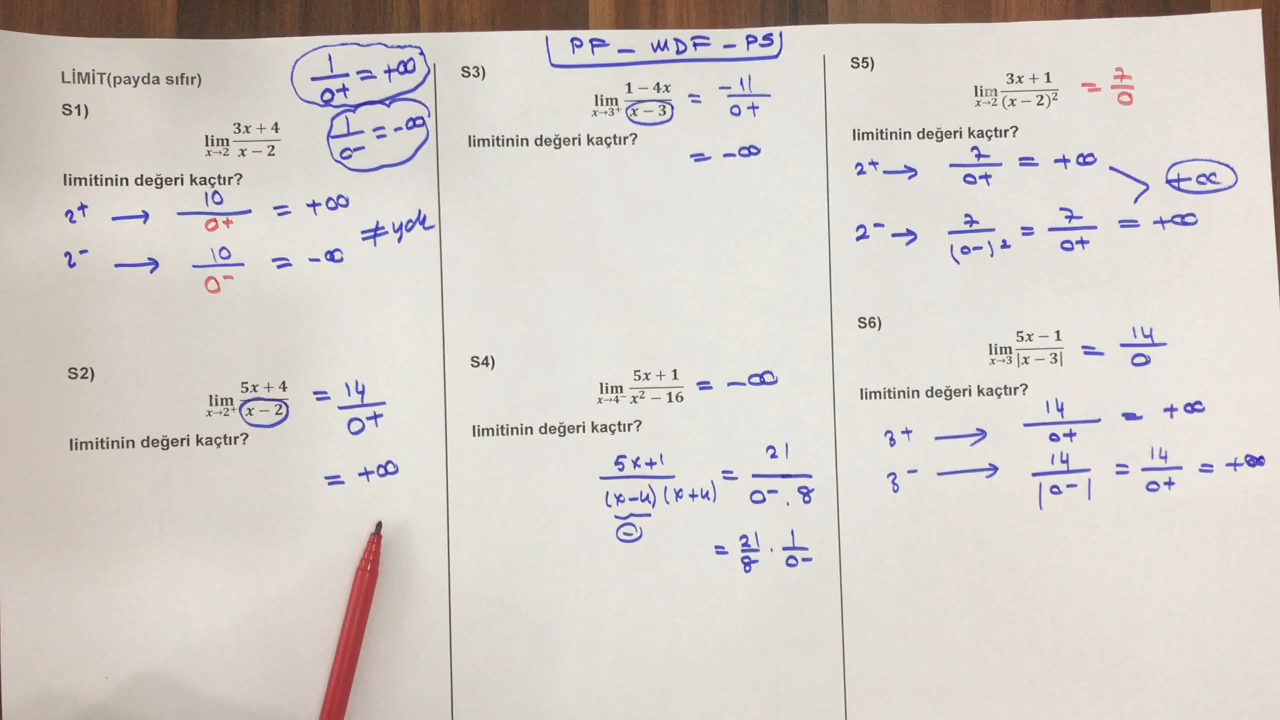 PF - MDF - PS
LİMİT(payda sıfır)
1/0+ = +∞
1/0- = -∞
S1)
lim x→2 (3x + 4)/(x − 2)
limitinin değeri kaçtır?
2+ → 10/0+ = +∞
2- → 10/0- = -∞
≠ yok
S2)
lim x→2+ (5x + 4)/(x − 2) = 14/0+
limitinin değeri kaçtır?
= +∞
S3)
lim x→3+ (1 − 4x)/(x − 3) = -11/0+
limitinin değeri kaçtır?
= -∞
S4)
lim x→4- (5x + 1)/(x² − 16) = -∞
limitinin değeri kaçtır?
5x+1/(x-4)(x+4) = 21/0-.8
⊖
= 21/8 . 1/0-
S5)
lim x→2 (3x + 1)/(x − 2)² = 7/0
limitinin değeri kaçtır?
2+ → 7/0+ = +∞
+∞
2- → 7/(0-)² = 7/0+ = +∞
S6)
lim x→3 (5x − 1)/|x − 3| = 14/0
limitinin değeri kaçtır?
3+ → 14/0+ = +∞
3- → 14/|0-| = 14/0+ = +∞